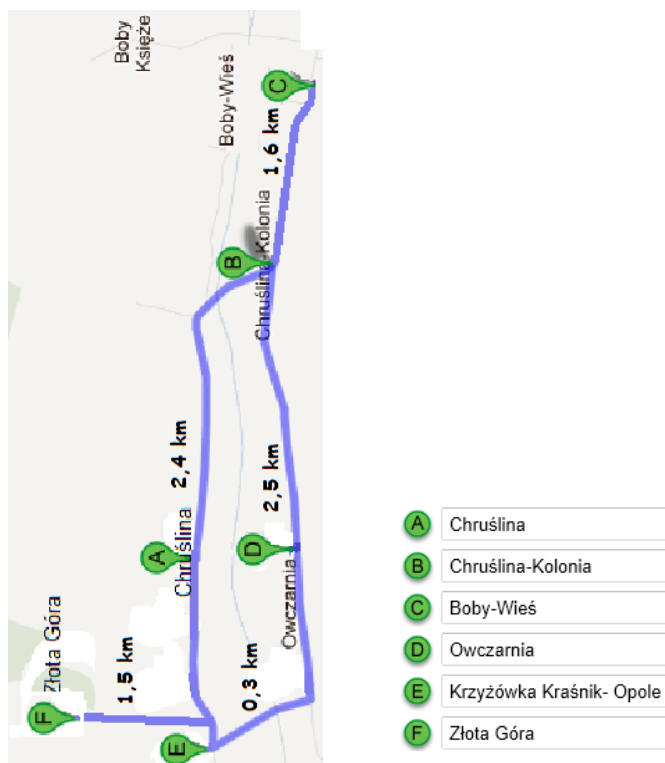 Boby
Księże
Boby-Wieś
C
1,6 km
B
Chruślina-Kolonia
2,4 km
2,5 km
A
Chruślina
D
Owczarnia
Złota Góra
1,5 km
0,3 km
F
E
A Chruślina
B Chruślina-Kolonia
C Boby-Wieś
D Owczarnia
E Krzyżówka Kraśnik- Opole
F Złota Góra